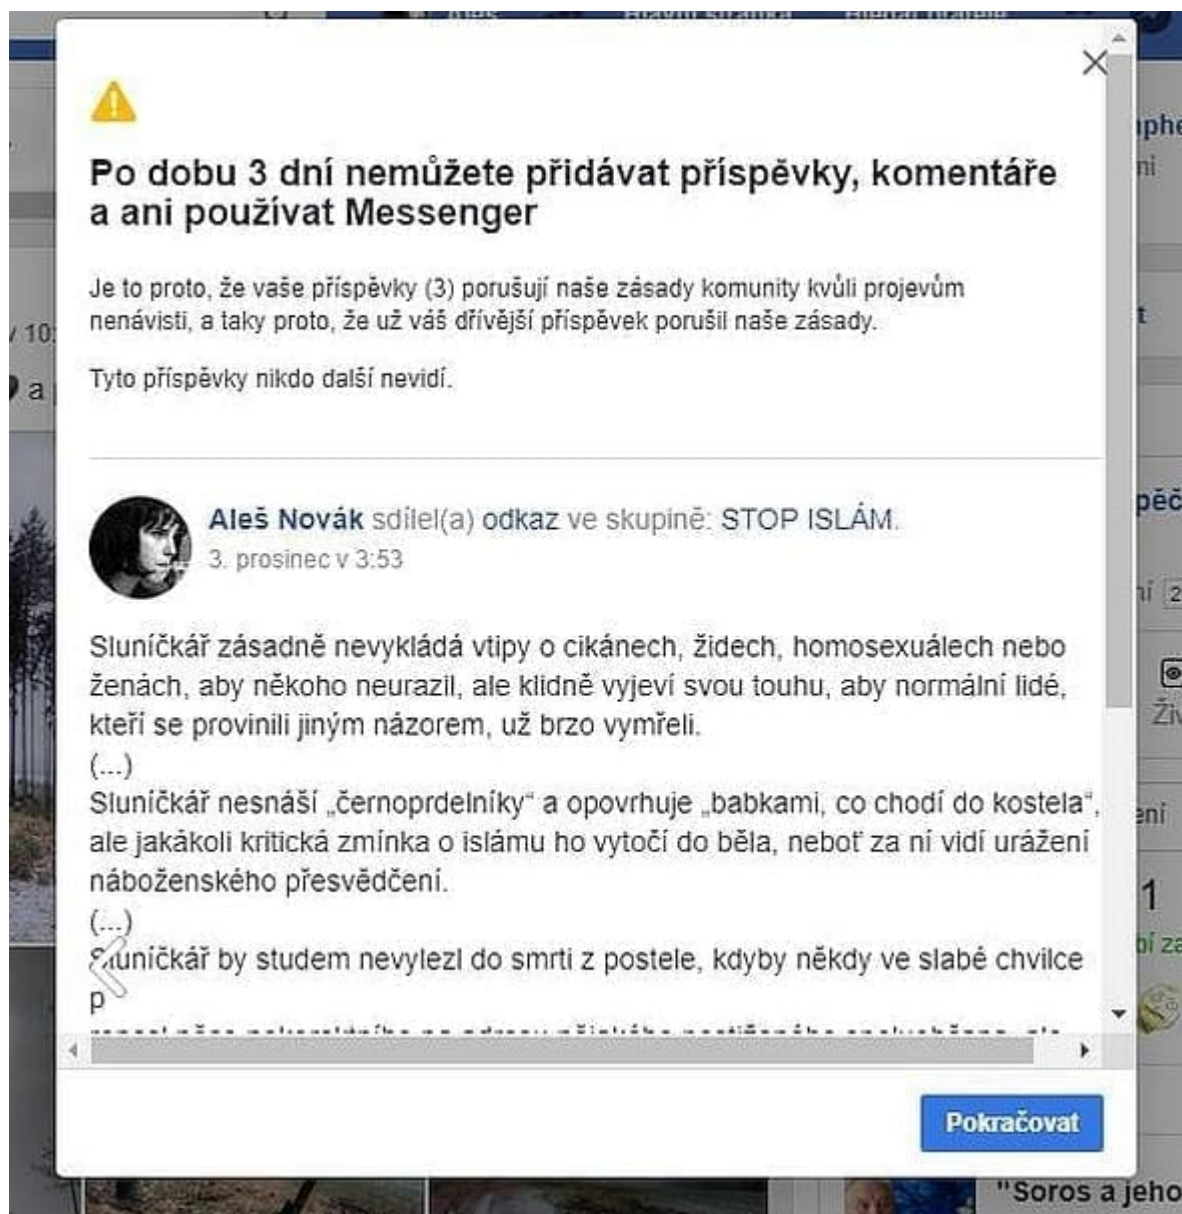 Aleš
Hlavní stránka
Po dobu 3 dní nemůžete přidávat příspěvky, komentáře
a ani používat Messenger
Je to proto, že vaše příspěvky (3) porušují naše zásady komunity kvůli projevům
nenávisti, a taky proto, že už váš dřívější příspěvek porušil naše zásady.
Tyto příspěvky nikdo další nevidí.
Aleš Novák sdílel(a) odkaz ve skupině: STOP ISLÁM.
3. prosinec v 3:53
Sluníčkář zásadně nevykládá vtipy o cikánech, židech, homosexuálech nebo
ženách, aby někoho neurazil, ale klidně vyjeví svou touhu, aby normální lidé,
kteří se provinili jiným názorem, už brzo vymřeli.
(...)
Sluníčkář nesnáší „černoprdelníky“ a opovrhuje „babkami, co chodí do kostela“,
ale jakákoli kritická zmínka o islámu ho vytočí do běla, neboť za ní vidí urážení
náboženského přesvědčení.
(...)
Sluníčkář by studem nevylezl do smrti z postele, kdyby někdy ve slabé chvilce
p
Pokračovat
"Soros a jeho